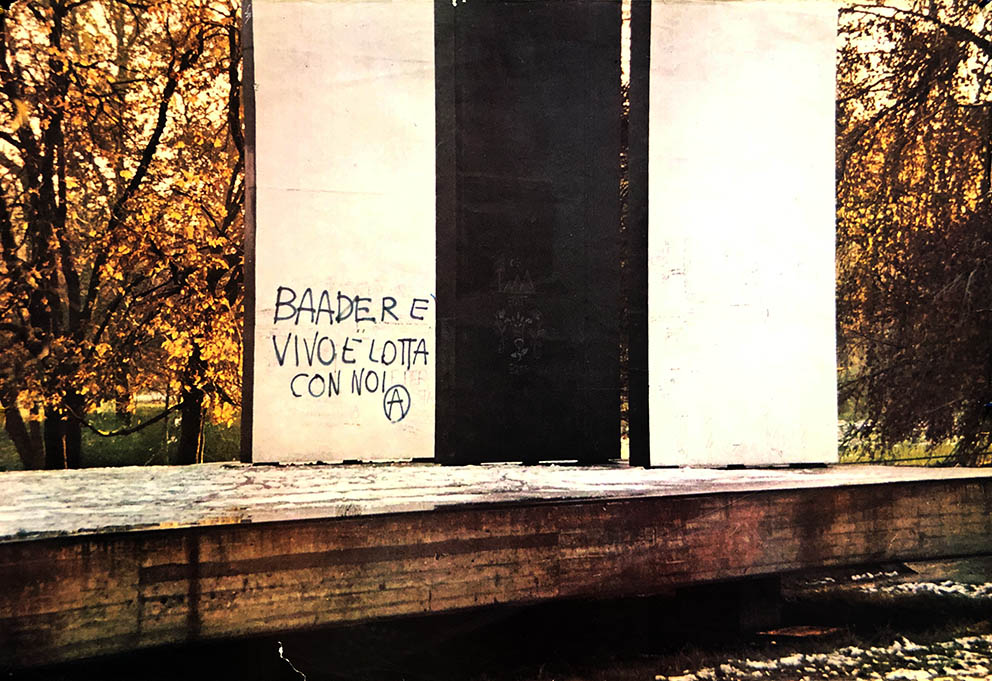 BAADER E'
VIVO E' LOTTA
CON NOI A